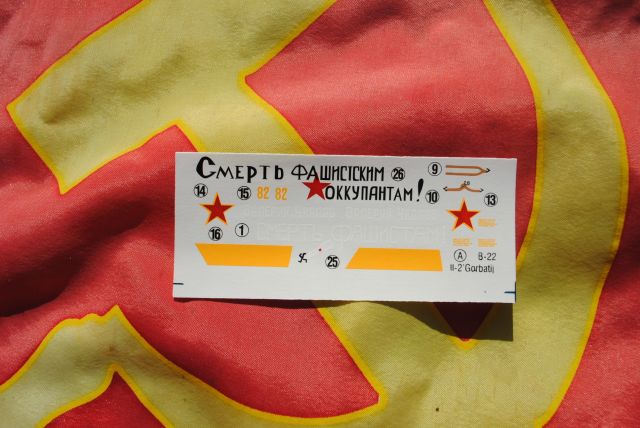 Смерть фашистским 26
оккупантам!
9
14
15 82 82
10
13
16
1
25
A B-22
Il-2"Gorbatij